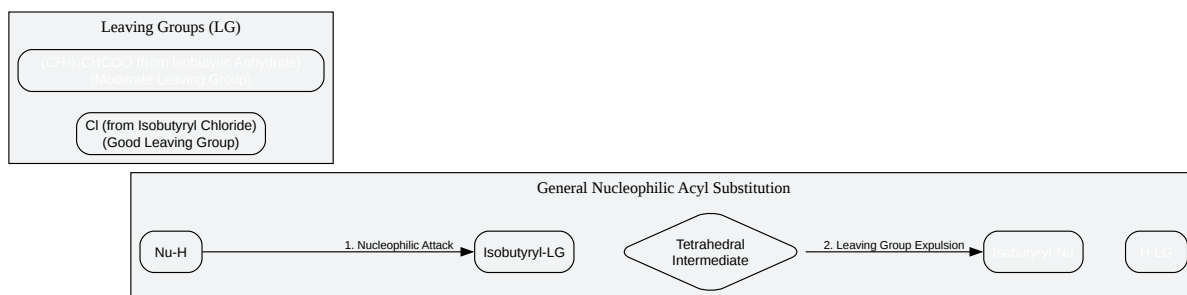 Leaving Groups (LG)
(CH₃)₂CHCOO (from Isobutyric Anhydride)
(Moderate Leaving Group)
Cl (from Isobutyryl Chloride)
(Good Leaving Group)
General Nucleophilic Acyl Substitution
Nu-H
1. Nucleophilic Attack
Isobutyryl-LG
Tetrahedral
Intermediate
2. Leaving Group Expulsion
Isobutyryl-Nu
H-LG